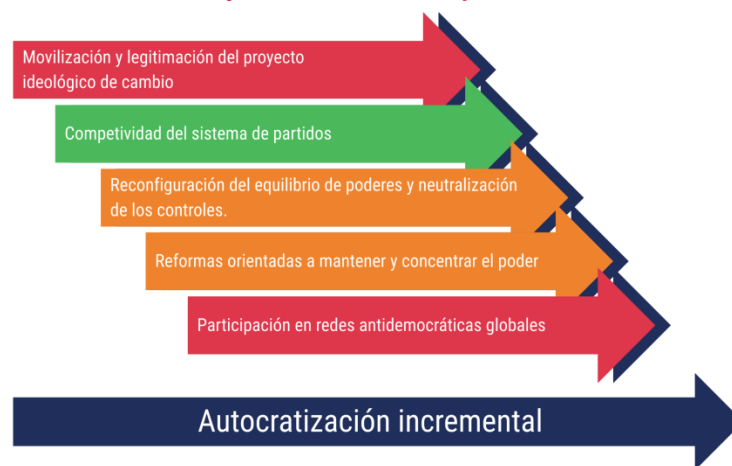 Movilización y legitimación del proyecto
ideológico de cambio
Competividad del sistema de partidos
Reconfiguración del equilibrio de poderes y neutralización
de los controles.
Reformas orientadas a mantener y concentrar el poder
Participación en redes antidemocráticas globales
Autocratización incremental